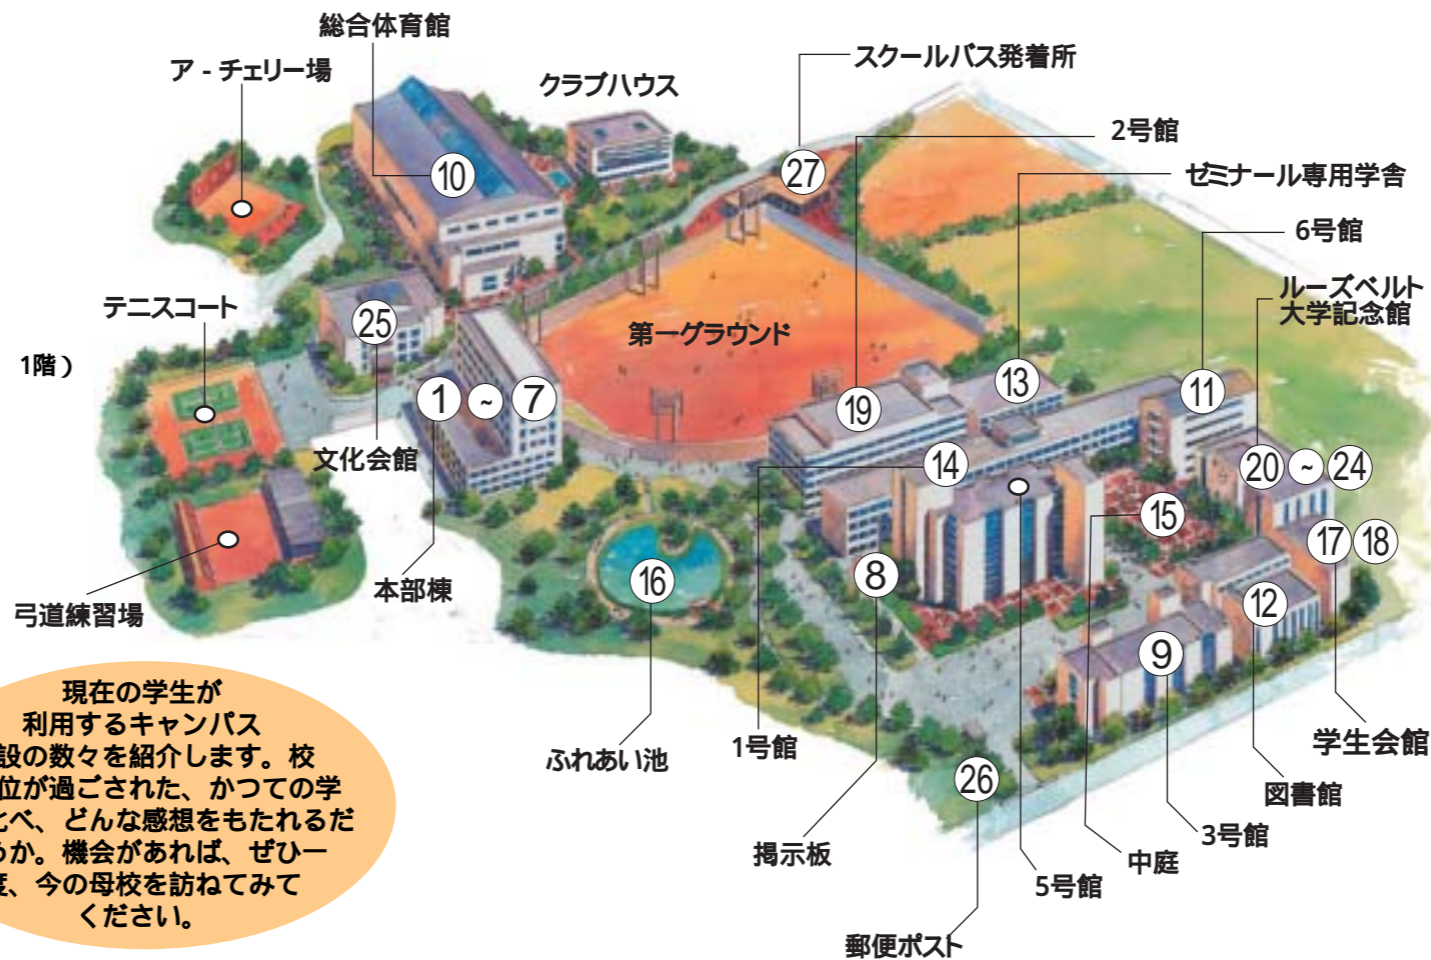 総合体育館
ア - チェリー場
クラブハウス
スクールバス発着所
2号館
ゼミナール専用学舎
6号館
ルーズベルト
大学記念館
10
27
テニスコート
1階）
25
第一グラウンド
1 ~ 7
13
19
11
文化会館
14
20 ~ 24
15
17 18
本部棟
16
8
12
弓道練習場
9
ふれあい池
1号館
26
学生会館
図書館
3号館
掲示板
中庭
5号館
郵便ポスト
現在の学生が
利用するキャンパス
設の数々を紹介します。校
位が過ごされた、かつての学
比べ、どんな感想をもたれるだ
うか。機会があれば、ぜひ一
度、今の母校を訪ねてみて
ください。